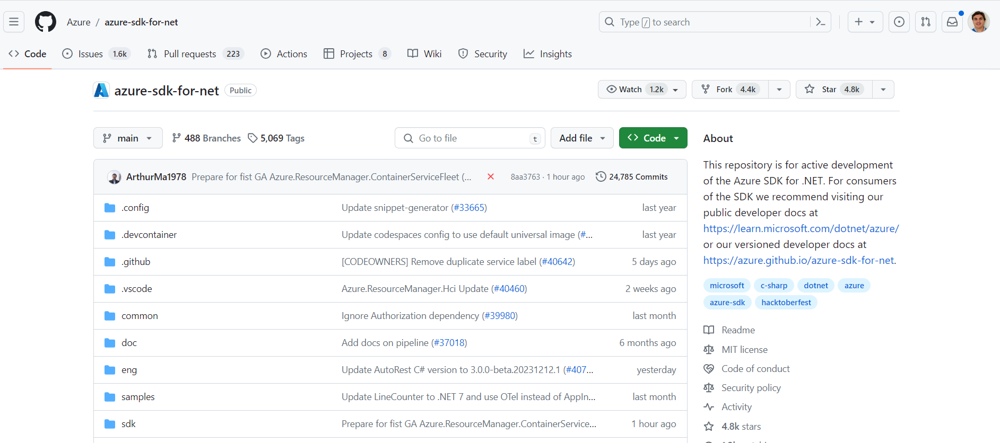 Azure / azure-sdk-for-net
Type / to search
Code
Issues 1.6k
Pull requests 223
Actions
Projects 8
Wiki
Security
Insights
azure-sdk-for-net Public
Watch 1.2k
Fork 4.4k
Star 4.8k
main
488 Branches
5,069 Tags
Go to file t
Add file
Code
ArthurMa1978 Prepare for fist GA Azure.ResourceManager.ContainerServiceFleet (... 8aa3763 · 1 hour ago 24,785 Commits
.config Update snippet-generator (#33665) last year
.devcontainer Update codespaces config to use default universal image (#... last year
.github [CODEOWNERS] Remove duplicate service label (#40642) 5 days ago
.vscode Azure.ResourceManager.Hci Update (#40460) 2 weeks ago
common Ignore Authorization dependency (#39980) last month
doc Add docs on pipeline (#37018) 6 months ago
eng Update AutoRest C# version to 3.0.0-beta.20231212.1 (#407... yesterday
samples Update LineCounter to .NET 7 and use OTel instead of AppIn... last month
sdk Prepare for fist GA Azure.ResourceManager.ContainerService... 1 hour ago
About
This repository is for active development
of the Azure SDK for .NET. For consumers
of the SDK we recommend visiting our
public developer docs at
https://learn.microsoft.com/dotnet/azure/
or our versioned developer docs at
https://azure.github.io/azure-sdk-for-net.
microsoft c-sharp dotnet azure
azure-sdk hacktoberfest
Readme
MIT license
Code of conduct
Security policy
Activity
4.8k stars